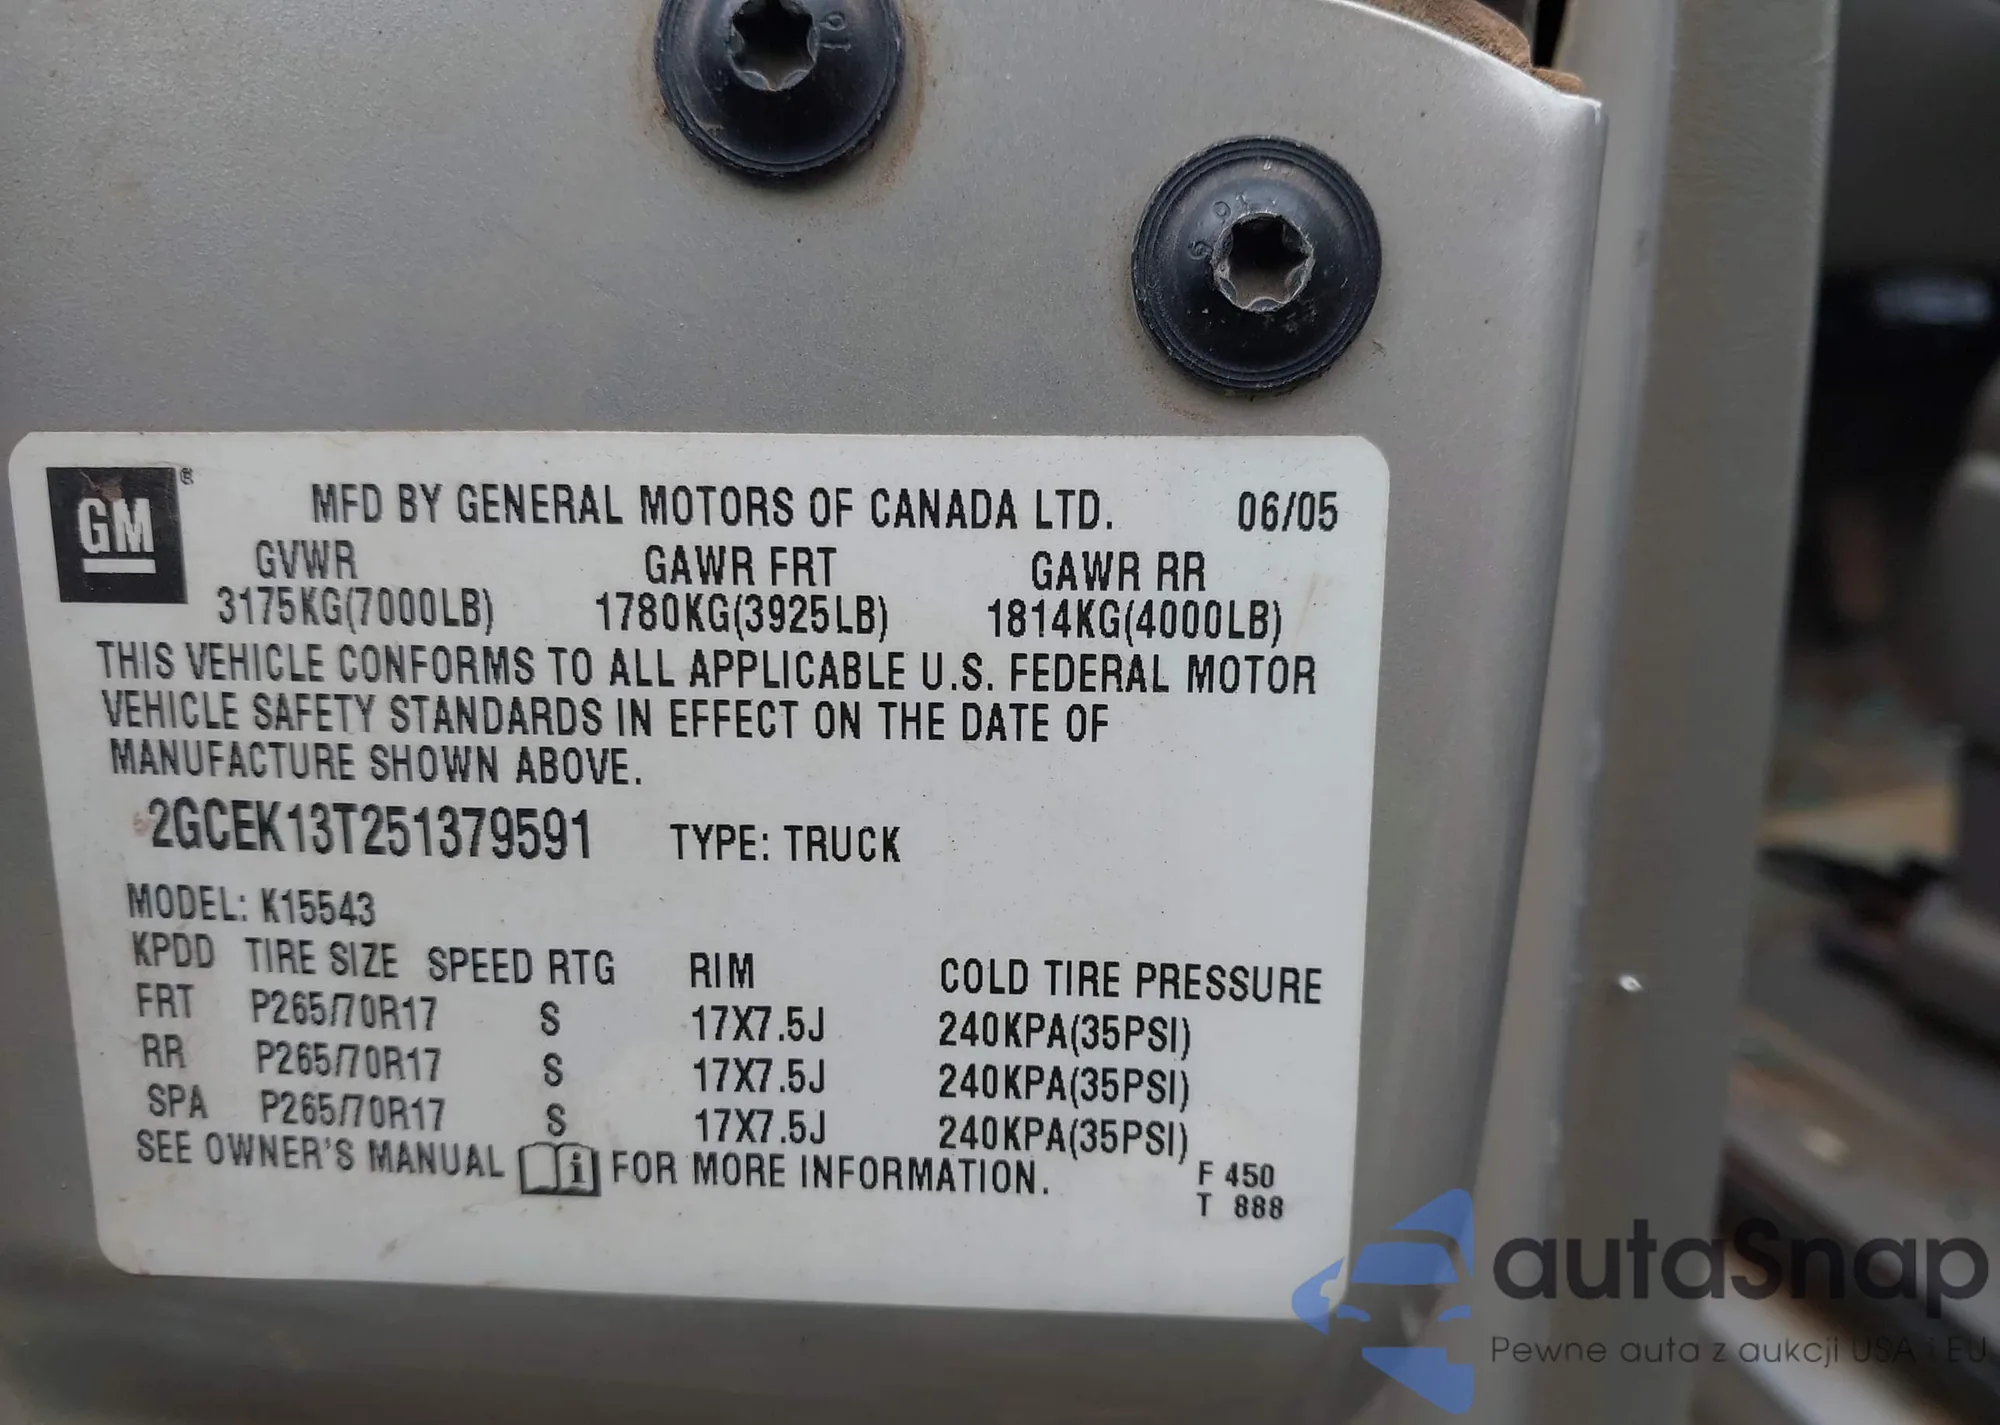 GM ®
MFD BY GENERAL MOTORS OF CANADA LTD. 06/05
GVWR GAWR FRT GAWR RR
3175KG(7000LB) 1780KG(3925LB) 1814KG(4000LB)
THIS VEHICLE CONFORMS TO ALL APPLICABLE U.S. FEDERAL MOTOR
VEHICLE SAFETY STANDARDS IN EFFECT ON THE DATE OF
MANUFACTURE SHOWN ABOVE.
2GCEK13T251379591 TYPE: TRUCK
MODEL: K15543
KPDD TIRE SIZE SPEED RTG RIM COLD TIRE PRESSURE
FRT P265/70R17 S 17X7.5J 240KPA(35PSI)
RR P265/70R17 S 17X7.5J 240KPA(35PSI)
SPA P265/70R17 S 17X7.5J 240KPA(35PSI)
SEE OWNER'S MANUAL i FOR MORE INFORMATION.
F 450
T 888
autaSnap
Pewne auta z aukcji USA i EU